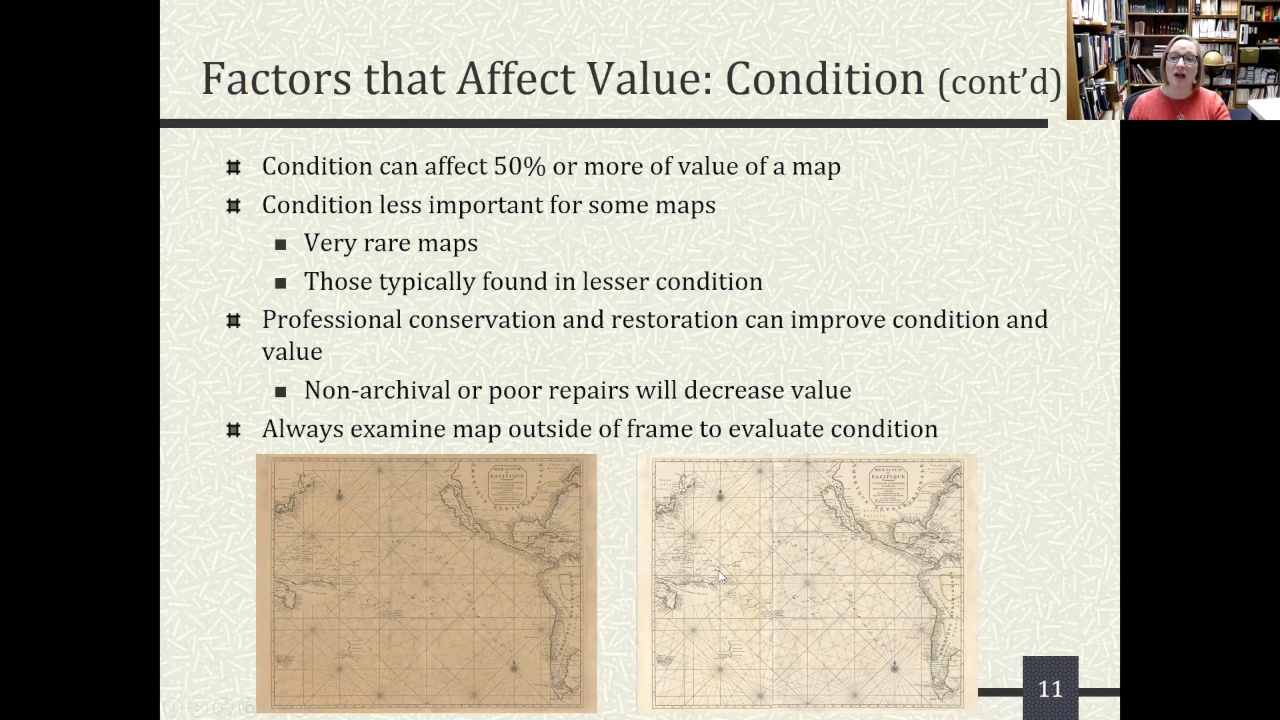 Factors that Affect Value: Condition (cont’d)
Condition can affect 50% or more of value of a map
Condition less important for some maps
Very rare maps
Those typically found in lesser condition
Professional conservation and restoration can improve condition and
value
Non-archival or poor repairs will decrease value
Always examine map outside of frame to evaluate condition
PACIFIQUE
PACIFIQUE
11